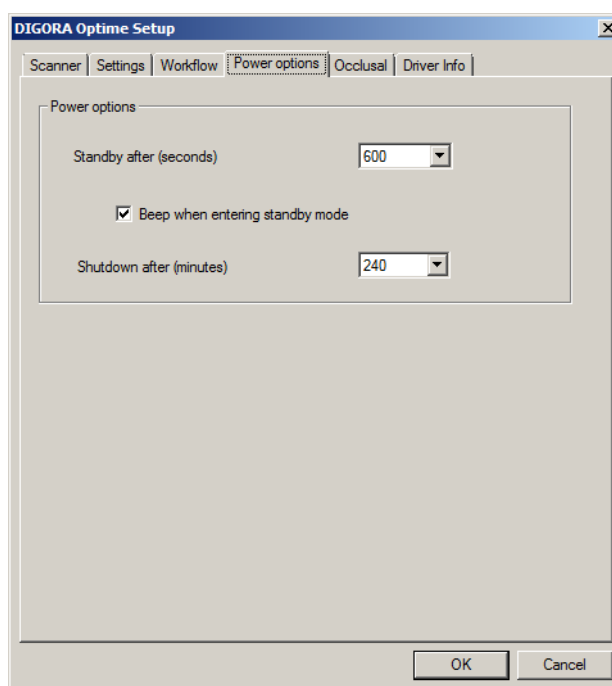 DIGORA Optime Setup
Scanner Settings Workflow Power options Occlusal Driver Info
Power options
Standby after (seconds) 600
Beep when entering standby mode
Shutdown after (minutes) 240
OK Cancel